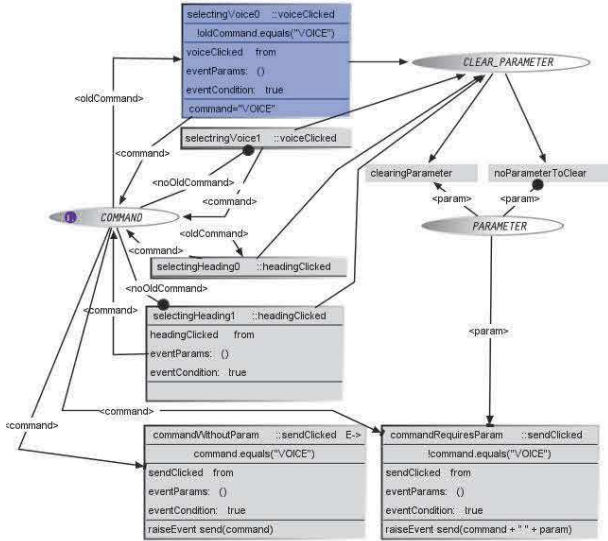 selectingVoice0 ::voiceClicked
!oldCommand.equals("VOICE")
voiceClicked from
eventParams: ()
eventCondition: true
command="VOICE"
CLEAR_PARAMETER
<oldCommand>
selectringVoice1 ::voiceClicked
<command>
<noOldCommand>
clearingParameter
noParameterToClear
<command>
<param>
<param>
1.
COMMAND
PARAMETER
<oldCommand>
<command>
selectingHeading0 ::headingClicked
<noOldCommand>
<command>
selectingHeading1 ::headingClicked
headingClicked from
eventParams: ()
eventCondition: true
<param>
<command>
<command>
commandWithoutParam ::sendClicked E->
command.equals("VOICE")
sendClicked from
eventParams: ()
eventCondition: true
raiseEvent send(command)
commandRequiresParam ::sendClicked
!command.equals("VOICE")
sendClicked from
eventParams: ()
eventCondition: true
raiseEvent send(command + " " + param)